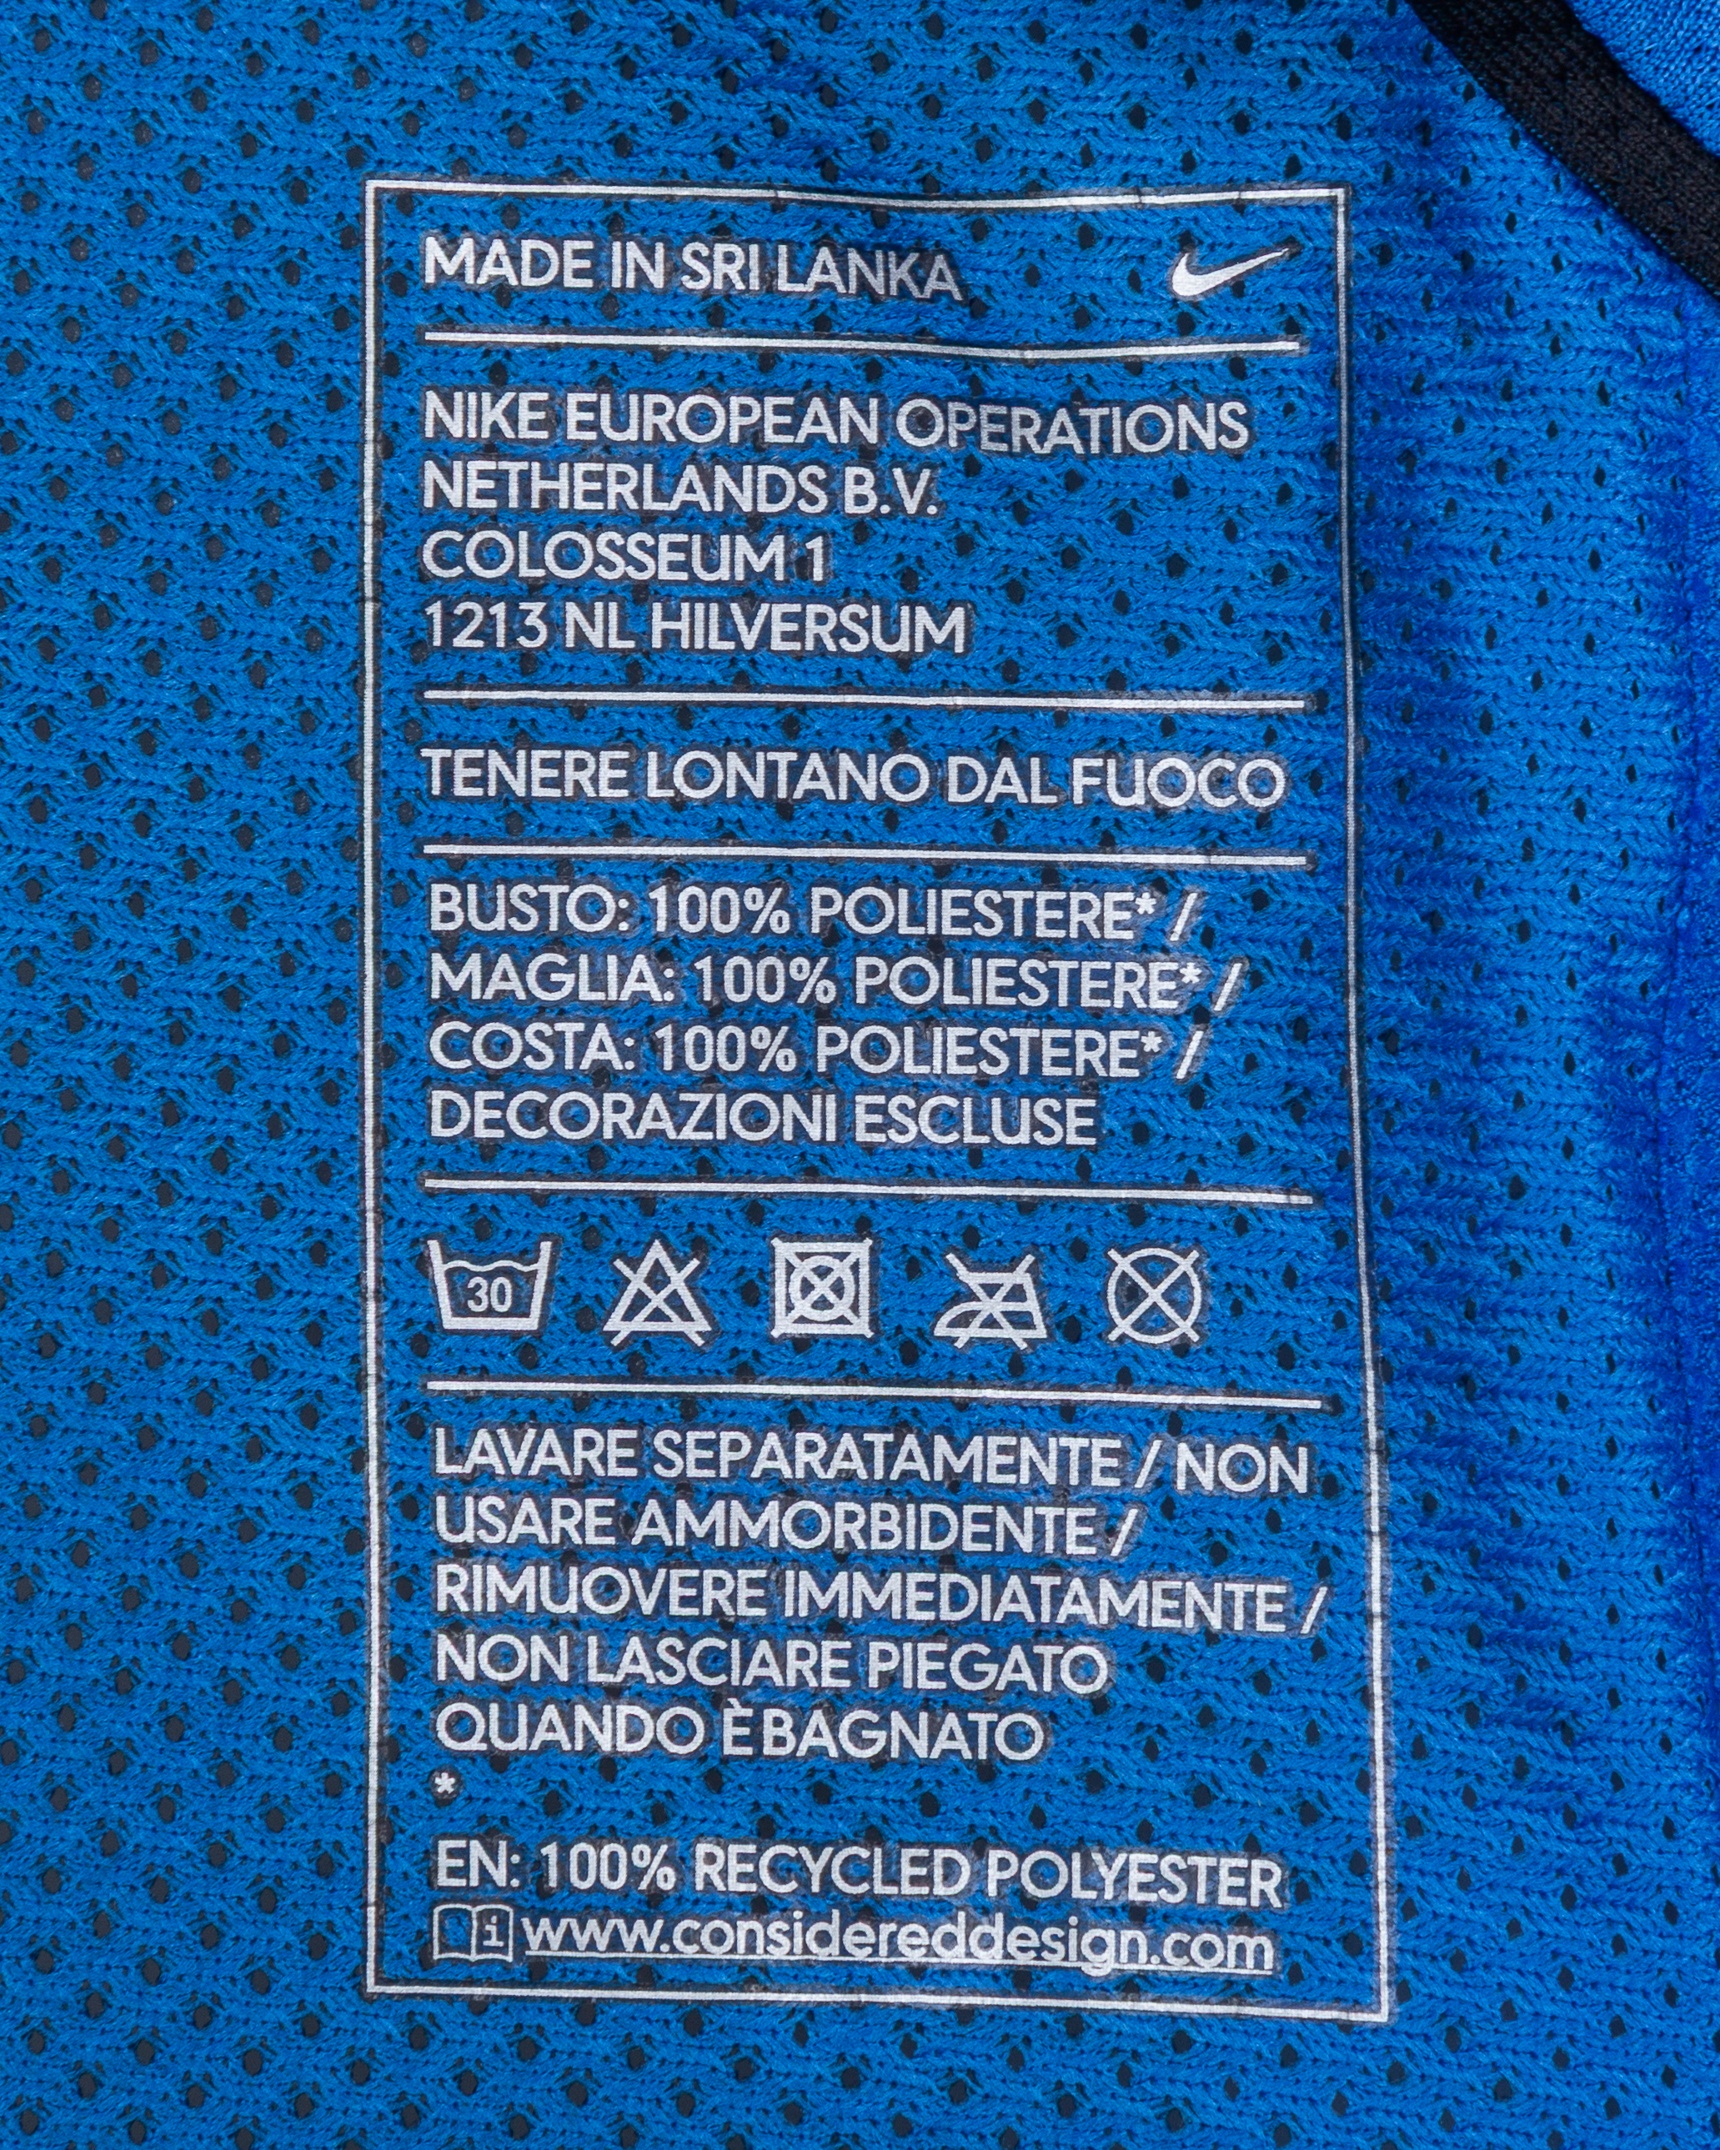 MADE IN SRI LANKA
NIKE EUROPEAN OPERATIONS
NETHERLANDS B.V.
COLOSSEUM 1
1213 NL HILVERSUM
TENERE LONTANO DAL FUOCO
BUSTO: 100% POLIESTERE* /
MAGLIA: 100% POLIESTERE* /
COSTA: 100% POLIESTERE* /
DECORAZIONI ESCLUSE
30
LAVARE SEPARATAMENTE / NON
USARE AMMORBIDENTE /
RIMUOVERE IMMEDIATAMENTE /
NON LASCIARE PIEGATO
QUANDO È BAGNATO
*
EN: 100% RECYCLED POLYESTER
i www.considereddesign.com